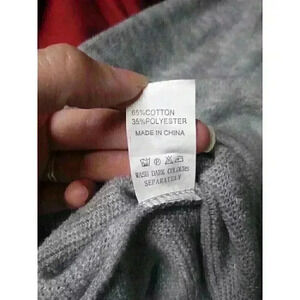 65%COTTON
35%POLYESTER
MADE IN CHINA
WASH DARK COLOURS
SEPARATELY